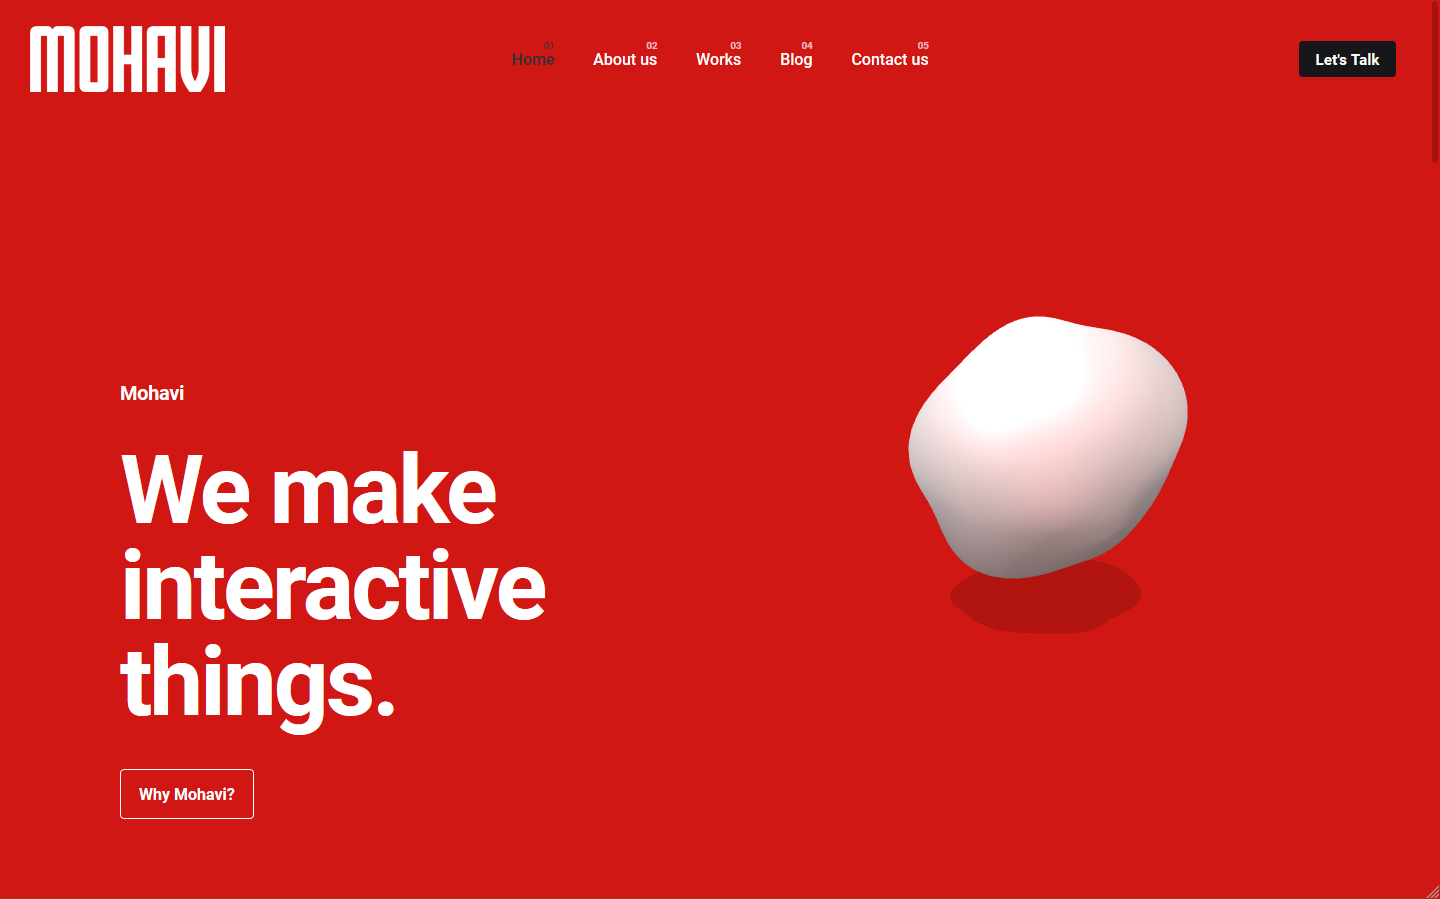 MOHAVI
01
Home
02
About us
03
Works
04
Blog
05
Contact us
Let's Talk
Mohavi
We make
interactive
things.
Why Mohavi?